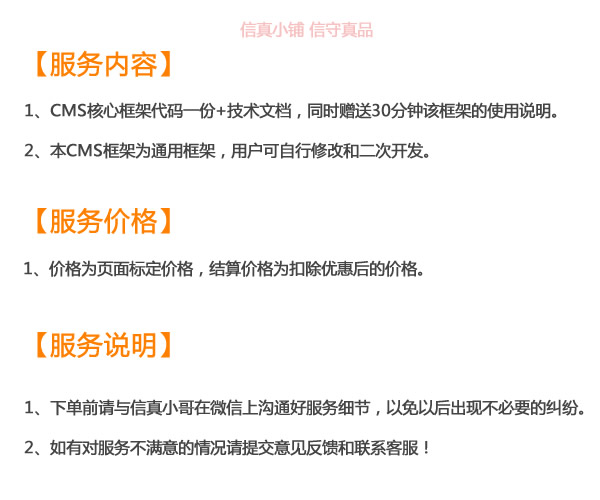 信真小铺 信守真品
【服务内容】
1、CMS核心框架代码一份+技术文档，同时赠送30分钟该框架的使用说明。
2、本CMS框架为通用框架，用户可自行修改和二次开发。
【服务价格】
1、价格为页面标定价格，结算价格为扣除优惠后的价格。
【服务说明】
1、下单前请与信真小哥在微信上沟通好服务细节，以免以后出现不必要的纠纷。
2、如有对服务不满意的情况请提交意见反馈和联系客服！